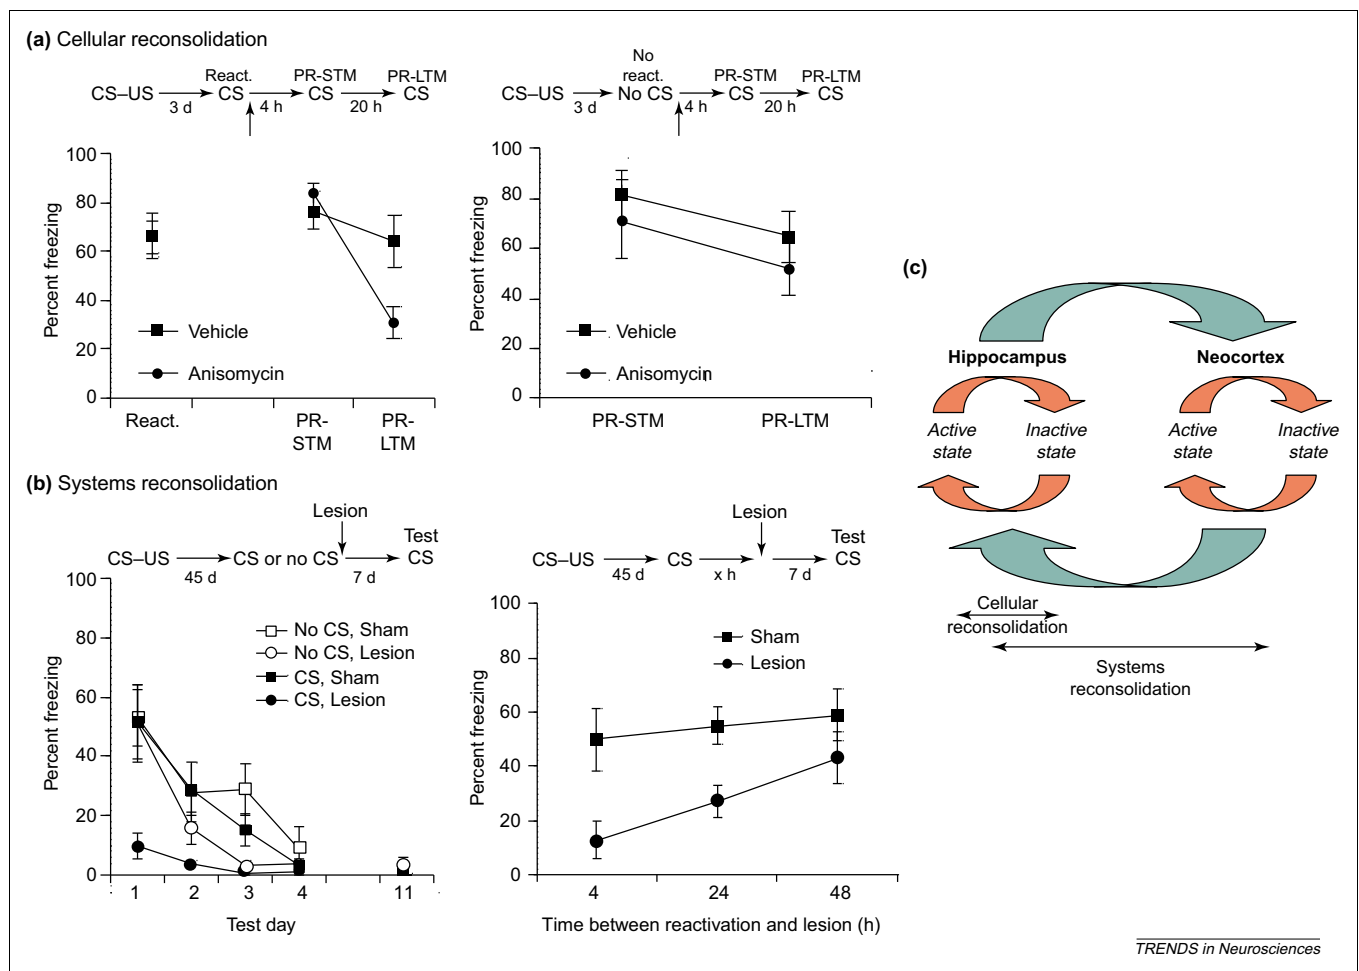 (a) Cellular reconsolidation
React. PR-STM PR-LTM
CS–US CS CS CS
3 d 4 h 20 h
100
80
60
40
20
0
Percent freezing
Vehicle
Anisomycin
React. PR-STM PR-LTM
No react. PR-STM PR-LTM
CS–US No CS CS CS
3 d 4 h 20 h
100
80
60
40
20
0
Percent freezing
Vehicle
Anisomycin
PR-STM PR-LTM
(b) Systems reconsolidation
Lesion
Test
CS–US CS or no CS CS
45 d 7 d
100
80
60
40
20
0
Percent freezing
No CS, Sham
No CS, Lesion
CS, Sham
CS, Lesion
1 2 3 4 11
Test day
Lesion
Test
CS–US CS CS
45 d x h 7 d
100
80
60
40
20
0
Percent freezing
Sham
Lesion
4 24 48
Time between reactivation and lesion (h)
(c)
Hippocampus Neocortex
Active state
Inactive state
Active state
Inactive state
Cellular
reconsolidation
Systems
reconsolidation
TRENDS in Neurosciences